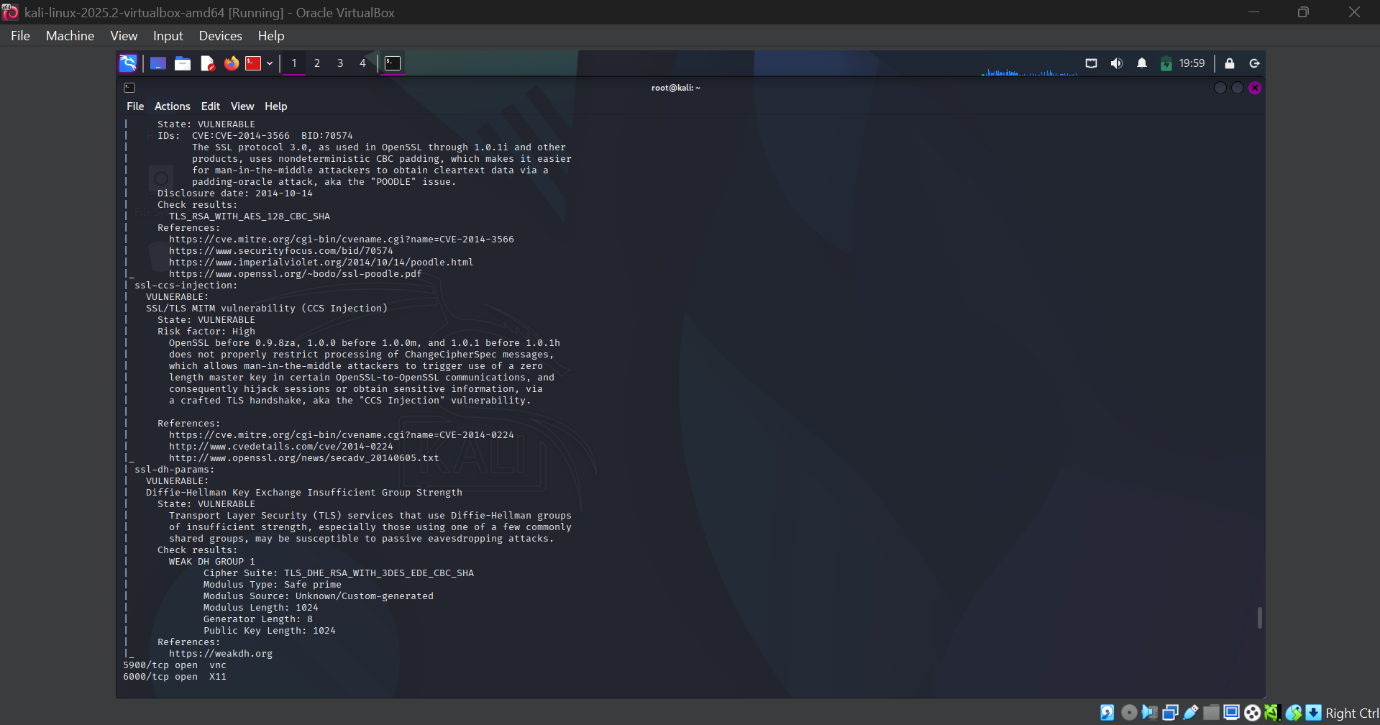 kali-linux-2025.2-virtualbox-amd64 [Running] - Oracle VirtualBox
File Machine View Input Devices Help
1 2 3 4 19:59
root@kali: ~
File Actions Edit View Help
| State: VULNERABLE
| IDs: CVE:CVE-2014-3566 BID:70574
| The SSL protocol 3.0, as used in OpenSSL through 1.0.1i and other
| products, uses nondeterministic CBC padding, which makes it easier
| for man-in-the-middle attackers to obtain cleartext data via a
| padding-oracle attack, aka the "POODLE" issue.
| Disclosure date: 2014-10-14
| Check results:
| TLS_RSA_WITH_AES_128_CBC_SHA
| References:
| https://cve.mitre.org/cgi-bin/cvename.cgi?name=CVE-2014-3566
| https://www.securityfocus.com/bid/70574
| https://www.imperialviolet.org/2014/10/14/poodle.html
|_ https://www.openssl.org/~bodo/ssl-poodle.pdf
| ssl-ccs-injection:
| VULNERABLE:
| SSL/TLS MITM vulnerability (CCS Injection)
| State: VULNERABLE
| Risk factor: High
| OpenSSL before 0.9.8za, 1.0.0 before 1.0.0m, and 1.0.1 before 1.0.1h
| does not properly restrict processing of ChangeCipherSpec messages,
| which allows man-in-the-middle attackers to trigger use of a zero
| length master key in certain OpenSSL-to-OpenSSL communications, and
| consequently hijack sessions or obtain sensitive information, via
| a crafted TLS handshake, aka the "CCS Injection" vulnerability.
|
| References:
| https://cve.mitre.org/cgi-bin/cvename.cgi?name=CVE-2014-0224
| http://www.cvedetails.com/cve/2014-0224
|_ http://www.openssl.org/news/secadv_20140605.txt
| ssl-dh-params:
| VULNERABLE:
| Diffie-Hellman Key Exchange Insufficient Group Strength
| State: VULNERABLE
| Transport Layer Security (TLS) services that use Diffie-Hellman groups
| of insufficient strength, especially those using one of a few commonly
| shared groups, may be susceptible to passive eavesdropping attacks.
| Check results:
| WEAK DH GROUP 1
| Cipher Suite: TLS_DHE_RSA_WITH_3DES_EDE_CBC_SHA
| Modulus Type: Safe prime
| Modulus Source: Unknown/Custom-generated
| Modulus Length: 1024
| Generator Length: 8
| Public Key Length: 1024
| References:
|_ https://weakdh.org
5900/tcp open vnc
6000/tcp open X11
KALI
Right Ctrl